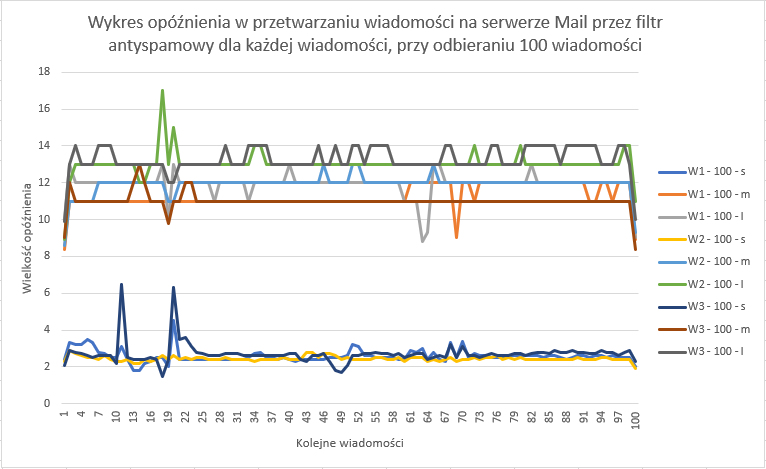 Wykres opóźnienia w przetwarzaniu wiadomości na serwerze Mail przez filtr
antyspamowy dla każdej wiadomości, przy odbieraniu 100 wiadomości
18
16
14
12
10
8
6
4
2
0
Wielkość opóźnienia
1 4 7 10 13 16 19 22 25 28 31 34 37 40 43 46 49 52 55 58 61 64 67 70 73 76 79 82 85 88 91 94 97 100
Kolejne wiadomości
W1 - 100 - s
W1 - 100 - m
W1 - 100 - l
W2 - 100 - s
W2 - 100 - m
W2 - 100 - l
W3 - 100 - s
W3 - 100 - m
W3 - 100 - l